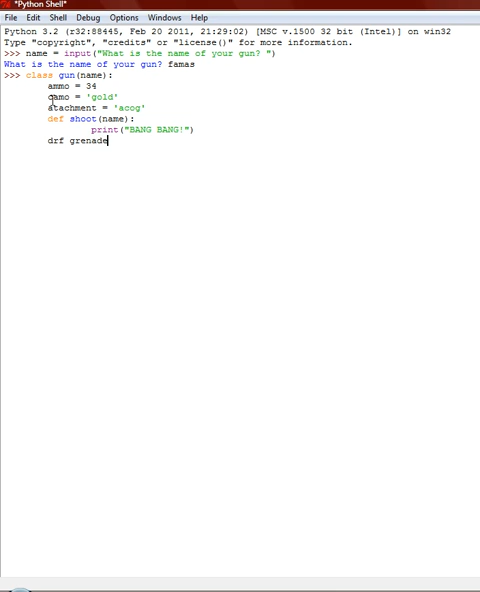 *Python Shell*
File Edit Shell Debug Options Windows Help
Python 3.2 (r32:88445, Feb 20 2011, 21:29:02) [MSC v.1500 32 bit (Intel)] on win32
Type "copyright", "credits" or "license()" for more information.
>>> name = input("What is the name of your gun? ")
What is the name of your gun? famas
>>> class gun(name):
ammo = 34
camo = 'gold'
atachment = 'acog'
def shoot(name):
print("BANG BANG!")
drf grenade